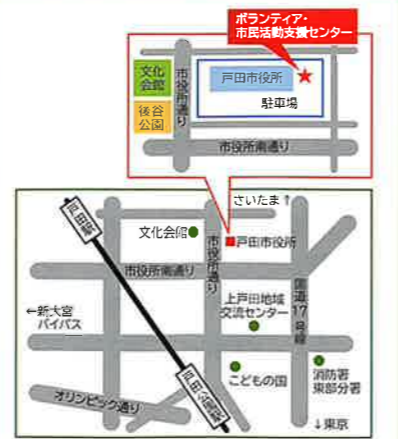 ボランティア・
市民活動支援センター
文化
会館
後谷
公園
市役所通り
戸田市役所
駐車場
市役所南通り
さいたま↑
戸田駅
文化会館
市役所通り
戸田市役所
市役所南通り
国道17号線
←新大宮
バイパス
上戸田地域
交流センター
こどもの国
消防署
東部分署
オリンピック通り
戸田公園駅
↓東京